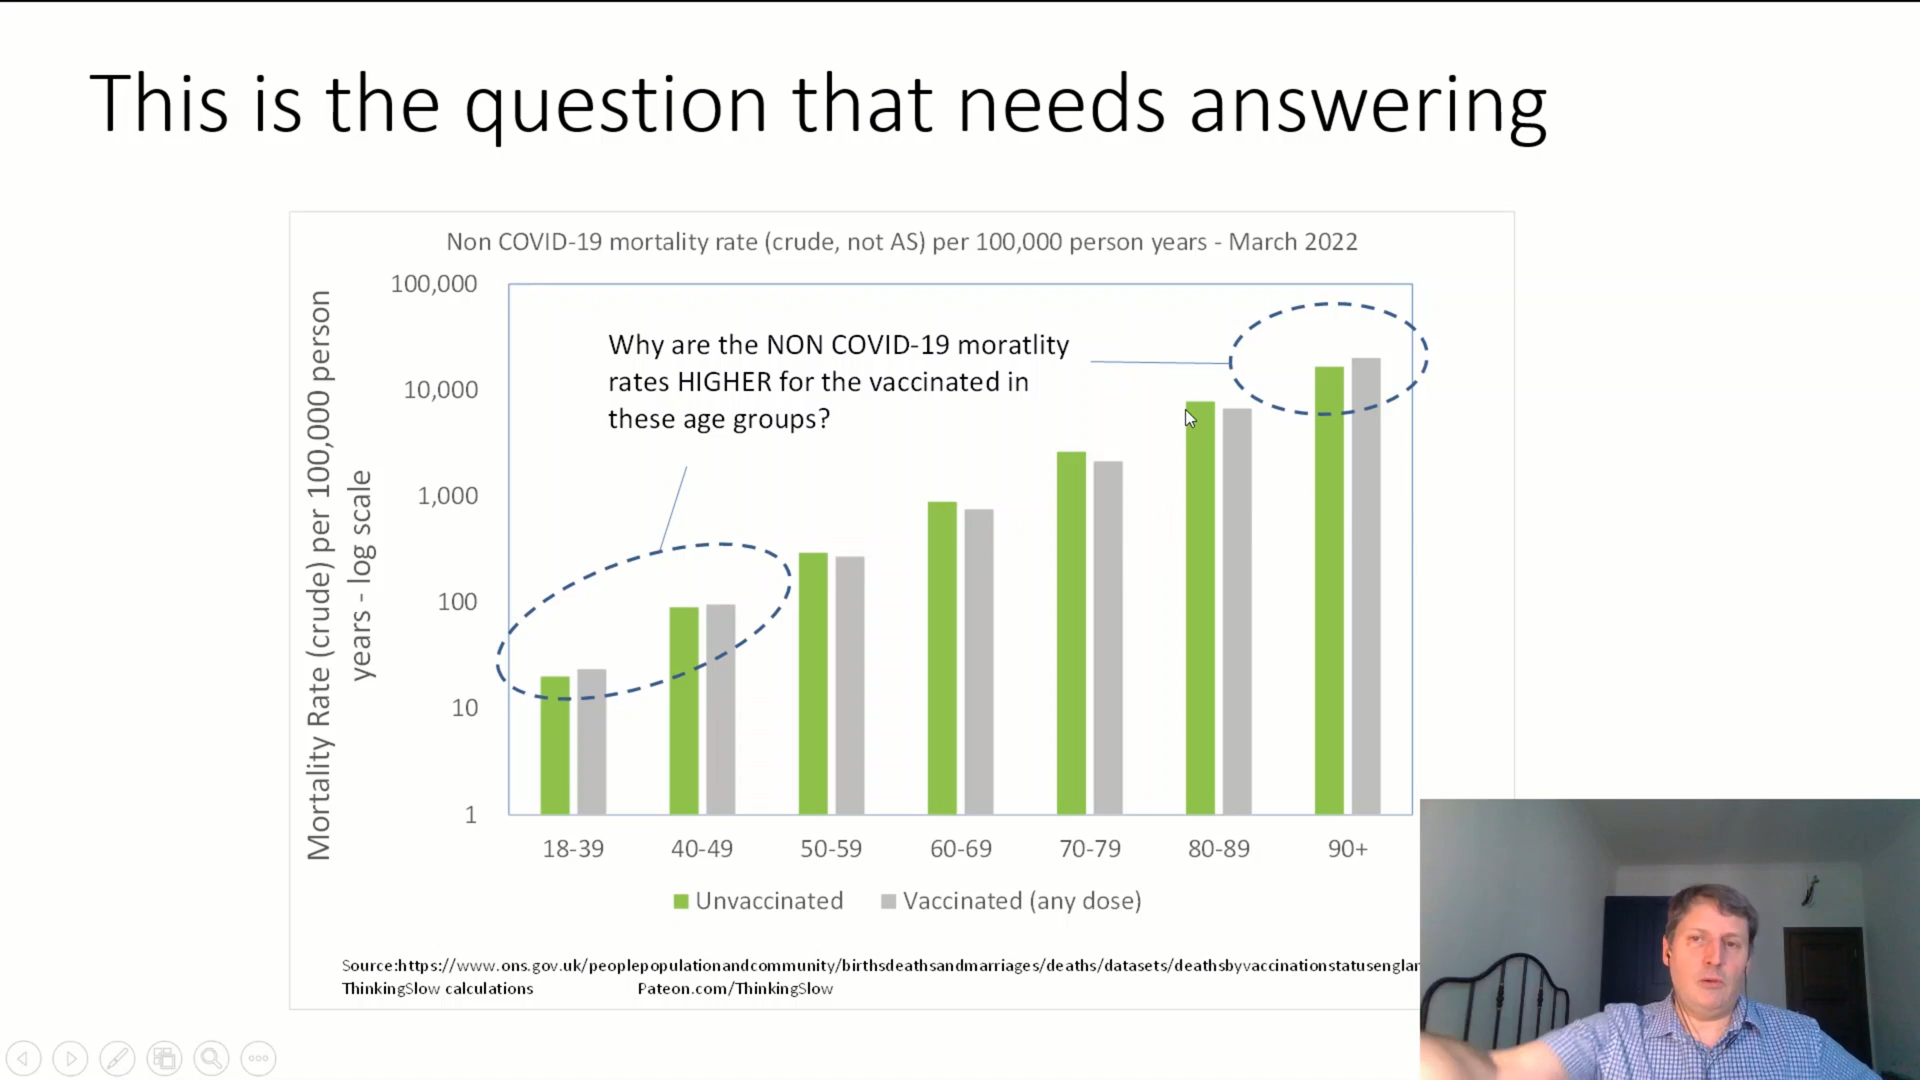 This is the question that needs answering
Non COVID-19 mortality rate (crude, not AS) per 100,000 person years - March 2022
Mortality Rate (crude) per 100,000 person
years - log scale
100,000
10,000
1,000
100
10
1
Why are the NON COVID-19 moratlity
rates HIGHER for the vaccinated in
these age groups?
18-39 40-49 50-59 60-69 70-79 80-89 90+
Unvaccinated Vaccinated (any dose)
Source:https://www.ons.gov.uk/peoplepopulationandcommunity/birthsdeathsandmarriages/deaths/datasets/deathsbyvaccinationstatusenglan
ThinkingSlow calculations Pateon.com/ThinkingSlow